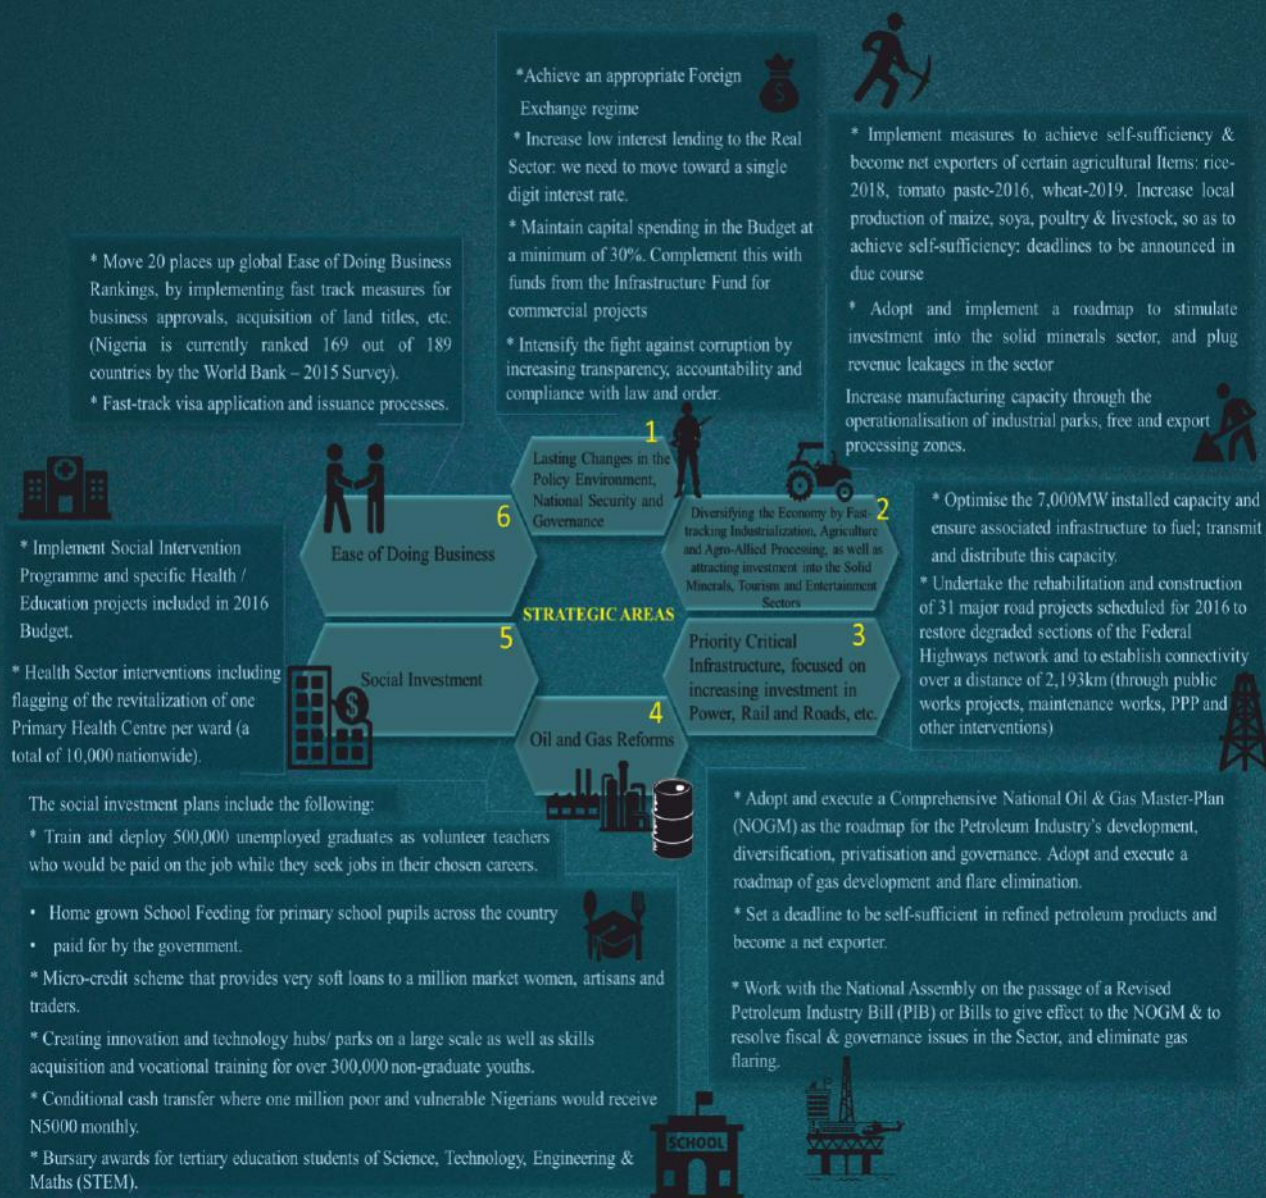 *Achieve an appropriate Foreign
Exchange regime
* Increase low interest lending to the Real
Sector: we need to move toward a single
digit interest rate.
* Maintain capital spending in the Budget at
a minimum of 30%. Complement this with
funds from the Infrastructure Fund for
commercial projects
* Intensify the fight against corruption by
increasing transparency, accountability and
compliance with law and order.
* Implement measures to achieve self-sufficiency &
become net exporters of certain agricultural Items: rice-
2018, tomato paste-2016, wheat-2019. Increase local
production of maize, soya, poultry & livestock, so as to
achieve self-sufficiency: deadlines to be announced in
due course
* Adopt and implement a roadmap to stimulate
investment into the solid minerals sector, and plug
revenue leakages in the sector
Increase manufacturing capacity through the
operationalisation of industrial parks, free and export
processing zones.
* Move 20 places up global Ease of Doing Business
Rankings, by implementing fast track measures for
business approvals, acquisition of land titles, etc.
(Nigeria is currently ranked 169 out of 189
countries by the World Bank – 2015 Survey).
* Fast-track visa application and issuance processes.
1
Lasting Changes in the
Policy Environment,
National Security and
Governance
2
Diversifying the Economy by Fast-
tracking Industrialization, Agriculture
and Agro-Allied Processing, as well as
attracting investment into the Solid
Minerals, Tourism and Entertainment
Sectors
6
Ease of Doing Business
STRATEGIC AREAS
5
Social Investment
3
Priority Critical
Infrastructure, focused on
increasing investment in
Power, Rail and Roads, etc.
4
Oil and Gas Reforms
* Optimise the 7,000MW installed capacity and
ensure associated infrastructure to fuel; transmit
and distribute this capacity.
* Undertake the rehabilitation and construction
of 31 major road projects scheduled for 2016 to
restore degraded sections of the Federal
Highways network and to establish connectivity
over a distance of 2,193km (through public
works projects, maintenance works, PPP and
other interventions)
* Implement Social Intervention
Programme and specific Health /
Education projects included in 2016
Budget.
* Health Sector interventions including
flagging of the revitalization of one
Primary Health Centre per ward (a
total of 10,000 nationwide).
The social investment plans include the following:
* Train and deploy 500,000 unemployed graduates as volunteer teachers
who would be paid on the job while they seek jobs in their chosen careers.
• Home grown School Feeding for primary school pupils across the country
• paid for by the government.
* Micro-credit scheme that provides very soft loans to a million market women, artisans and
traders.
* Creating innovation and technology hubs/ parks on a large scale as well as skills
acquisition and vocational training for over 300,000 non-graduate youths.
* Conditional cash transfer where one million poor and vulnerable Nigerians would receive
N5000 monthly.
* Bursary awards for tertiary education students of Science, Technology, Engineering &
Maths (STEM).
* Adopt and execute a Comprehensive National Oil & Gas Master-Plan
(NOGM) as the roadmap for the Petroleum Industry's development,
diversification, privatisation and governance. Adopt and execute a
roadmap of gas development and flare elimination.
* Set a deadline to be self-sufficient in refined petroleum products and
become a net exporter.
* Work with the National Assembly on the passage of a Revised
Petroleum Industry Bill (PIB) or Bills to give effect to the NOGM & to
resolve fiscal & governance issues in the Sector, and eliminate gas
flaring.
SCHOOL